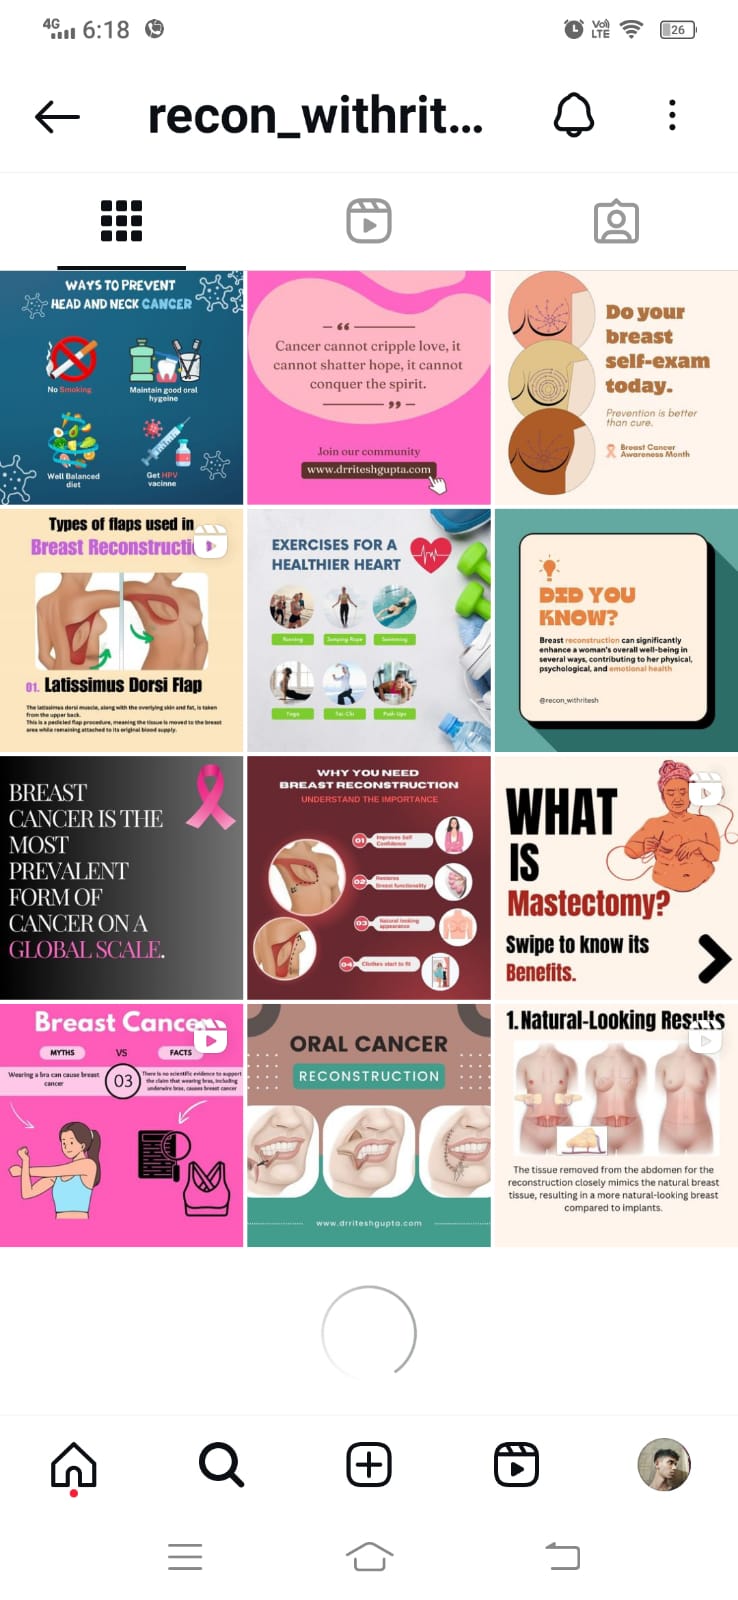 4G 6:18 VoI) LTE 26
recon_withrit...
WAYS TO PREVENT
HEAD AND NECK CANCER
No Smoking
Maintain good oral
hygeine
Well Balanced
diet
Get HPV
vacinne
“
Cancer cannot cripple love, it
cannot shatter hope, it cannot
conquer the spirit.
”
Join our community
www.drriteshgupta.com
Do your
breast
self-exam
today.
Prevention is better
than cure.
Breast Cancer
Awareness Month
Types of flaps used in
Breast Reconstructi
01. Latissimus Dorsi Flap
The latissimus dorsi muscle, along with the overlying skin and fat, is taken
from the upper back.
This is a pedicled flap procedure, meaning the tissue is moved to the breast
area while remaining attached to its original blood supply.
EXERCISES FOR A
HEALTHIER HEART
Running
Jumping Rope
Swimming
Yoga
Tai-Chi
Push Ups
DID YOU
KNOW?
Breast reconstruction can significantly
enhance a woman's overall well-being in
several ways, contributing to her physical,
psychological, and emotional health
@recon_withritesh
BREAST
CANCER IS THE
MOST
PREVALENT
FORM OF
CANCER ON A
GLOBAL SCALE.
WHY YOU NEED
BREAST RECONSTRUCTION
UNDERSTAND THE IMPORTANCE
01 Improves Self
Confidence
02 Restores
Breast functionality
03 Natural looking
appearance
04 Clothes start to fit
WHAT
IS
Mastectomy?
Swipe to know its
Benefits.
Breast Cancer
MYTHS VS FACTS
Wearing a bra can cause breast
cancer
03
There is no scientific evidence to support
the claim that wearing bras, including
underwire bras, causes breast cancer
ORAL CANCER
RECONSTRUCTION
www.drriteshgupta.com
1. Natural-Looking Results
The tissue removed from the abdomen for the
reconstruction closely mimics the natural breast
tissue, resulting in a more natural-looking breast
compared to implants.